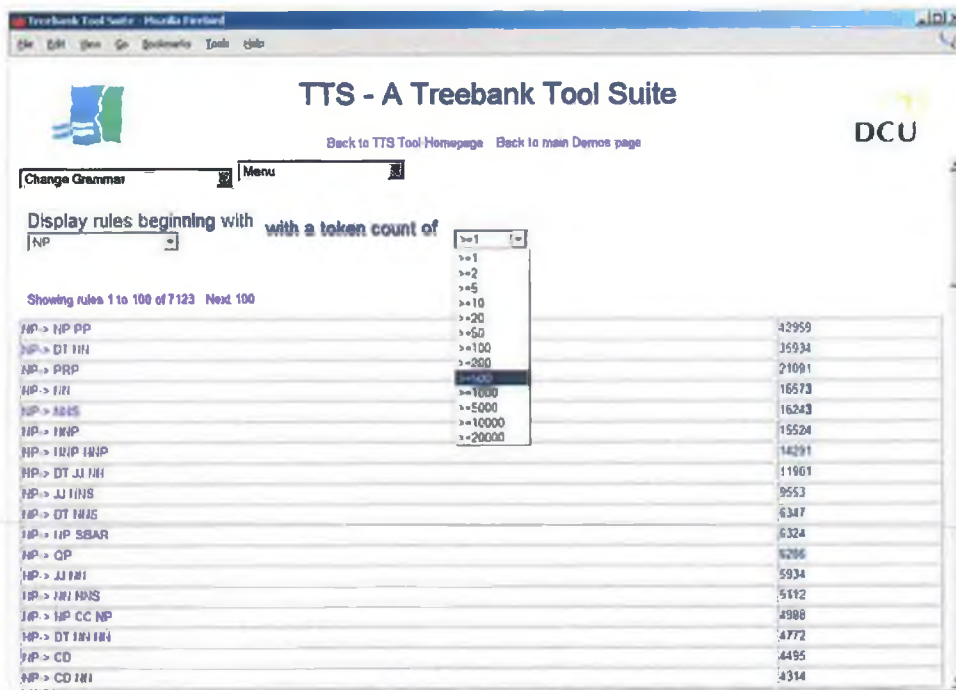 Treebank Tool Suite - Mozilla Firebird
File Edit View Go Bookmarks Tools Help
TTS - A Treebank Tool Suite
DCU
Back to TTS Tool Homepage Back to main Demos page
Change Grammar Menu
Display rules beginning with with a token count of
NP >=1
>=1
>=2
>=5
>=10
>=20
>=50
>=100
>=200
>=500
>=1000
>=5000
>=10000
>=20000
Showing rules 1 to 100 of 7123 Next 100
NP -> NP PP 42959
NP -> DT NN 35934
NP -> PRP 21091
NP -> NN 16573
NP -> NNS 16243
NP -> NNP 15524
NP -> NNP NNP 14291
NP -> DT JJ NN 11961
NP -> JJ NNS 9553
NP -> DT NNS 6347
NP -> NP SBAR 6324
NP -> QP 6286
NP -> JJ NN 5934
NP -> NN NNS 5112
NP -> NP CC NP 4988
NP -> DT NN NN 4772
NP -> CD 4495
NP -> CD NN 4314